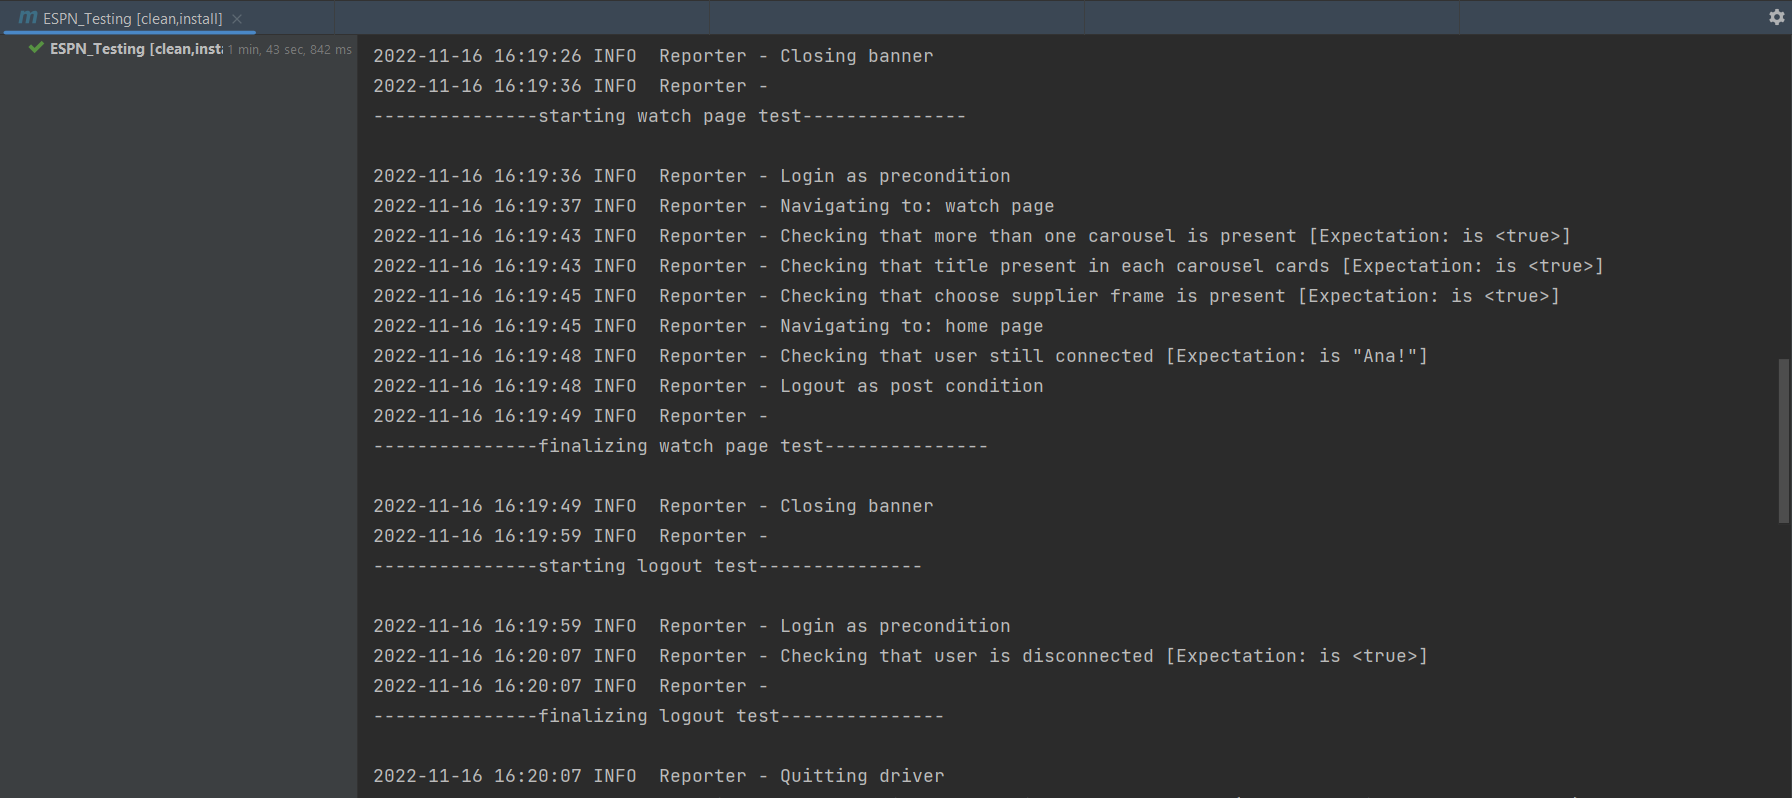 m ESPN_Testing [clean,install] ×
ESPN_Testing [clean,inst 1 min, 43 sec, 842 ms
2022-11-16 16:19:26 INFO  Reporter - Closing banner
2022-11-16 16:19:36 INFO  Reporter -
---------------starting watch page test---------------
2022-11-16 16:19:36 INFO  Reporter - Login as precondition
2022-11-16 16:19:37 INFO  Reporter - Navigating to: watch page
2022-11-16 16:19:43 INFO  Reporter - Checking that more than one carousel is present [Expectation: is <true>]
2022-11-16 16:19:43 INFO  Reporter - Checking that title present in each carousel cards [Expectation: is <true>]
2022-11-16 16:19:45 INFO  Reporter - Checking that choose supplier frame is present [Expectation: is <true>]
2022-11-16 16:19:45 INFO  Reporter - Navigating to: home page
2022-11-16 16:19:48 INFO  Reporter - Checking that user still connected [Expectation: is "Ana!"]
2022-11-16 16:19:48 INFO  Reporter - Logout as post condition
2022-11-16 16:19:49 INFO  Reporter -
---------------finalizing watch page test---------------
2022-11-16 16:19:49 INFO  Reporter - Closing banner
2022-11-16 16:19:59 INFO  Reporter -
---------------starting logout test---------------
2022-11-16 16:19:59 INFO  Reporter - Login as precondition
2022-11-16 16:20:07 INFO  Reporter - Checking that user is disconnected [Expectation: is <true>]
2022-11-16 16:20:07 INFO  Reporter -
---------------finalizing logout test---------------
2022-11-16 16:20:07 INFO  Reporter - Quitting driver